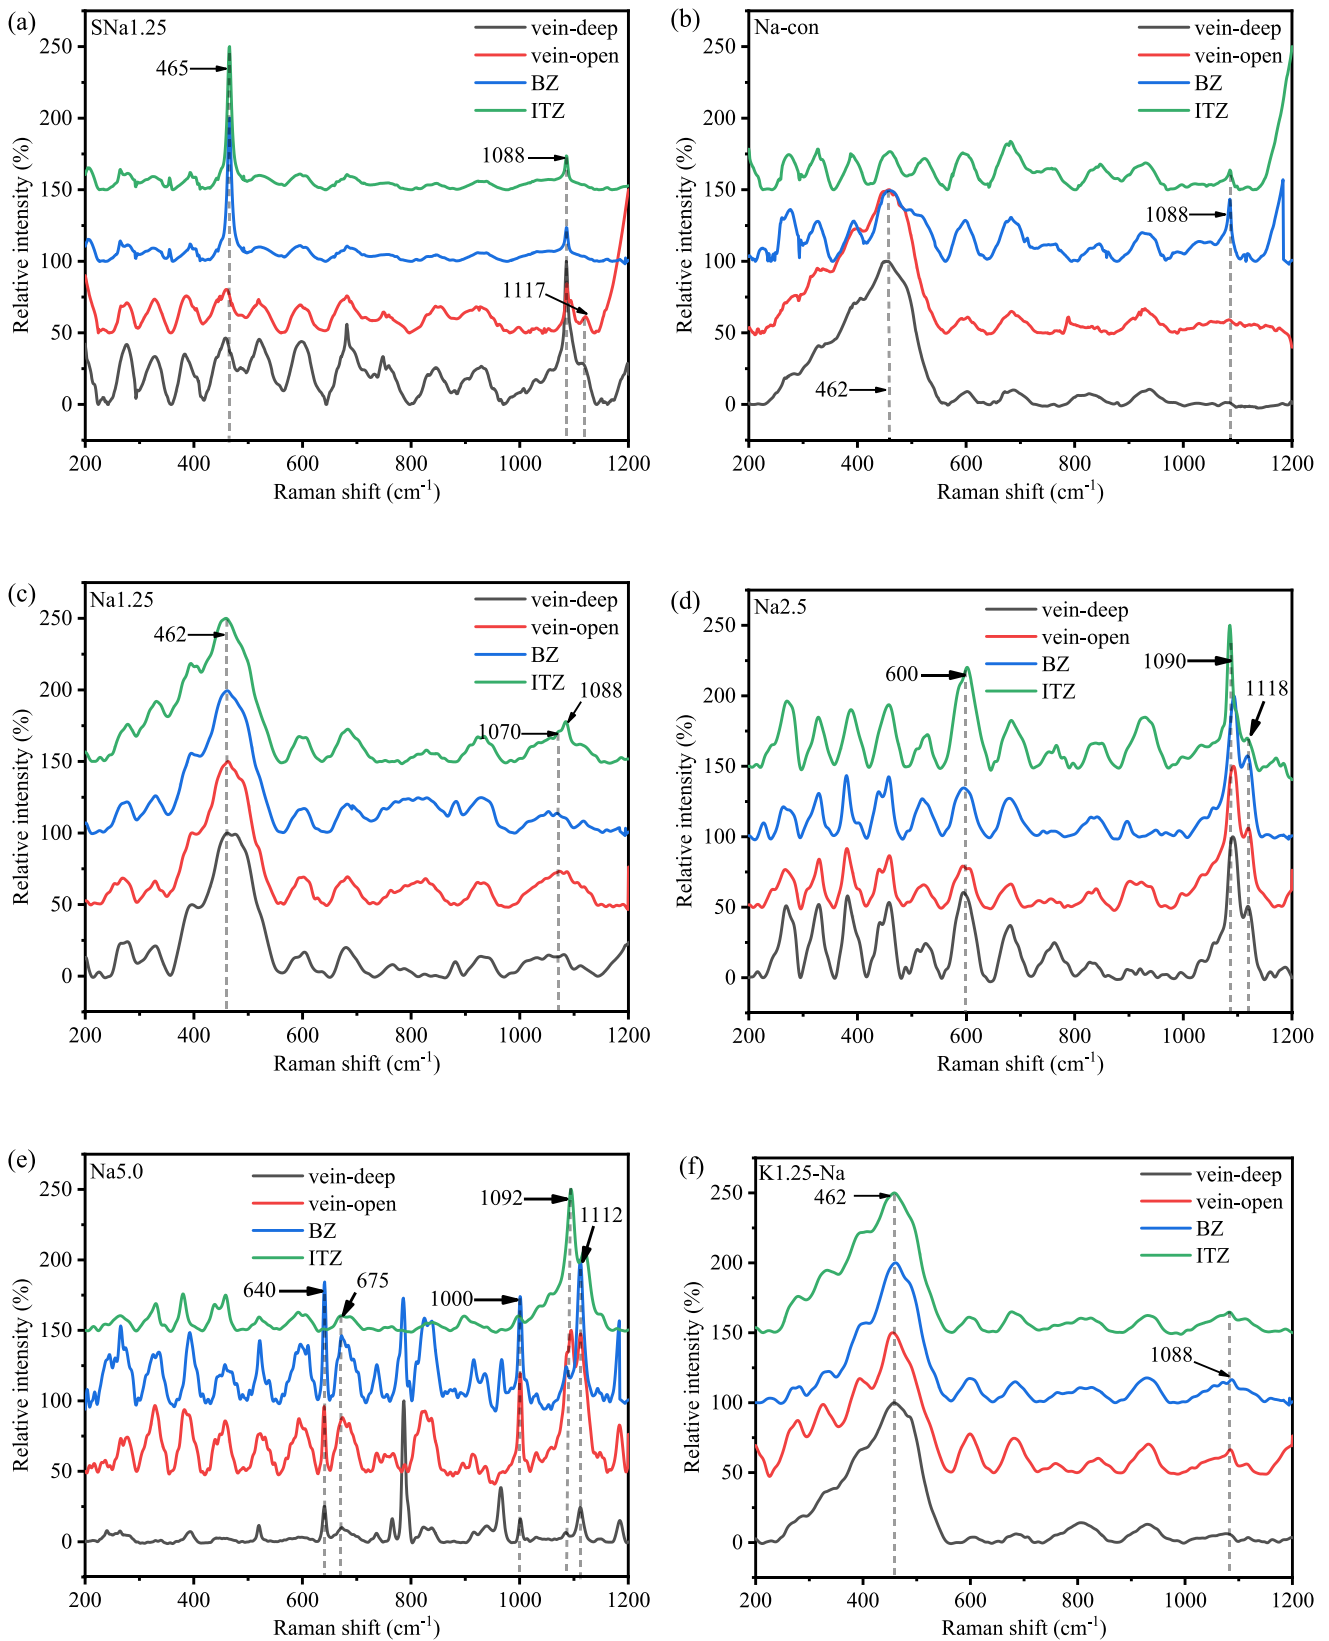 (a)
SNa1.25
vein-deep
vein-open
BZ
ITZ
465
1088
1117
250
200
150
100
50
0
Relative intensity (%)
200 400 600 800 1000 1200
Raman shift (cm⁻¹)
(b)
Na-con
vein-deep
vein-open
BZ
ITZ
1088
462
250
200
150
100
50
0
Relative intensity (%)
200 400 600 800 1000 1200
Raman shift (cm⁻¹)
(c)
Na1.25
vein-deep
vein-open
BZ
ITZ
462
1088
1070
250
200
150
100
50
0
Relative intensity (%)
200 400 600 800 1000 1200
Raman shift (cm⁻¹)
(d)
Na2.5
vein-deep
vein-open
BZ
ITZ
600
1090
1118
250
200
150
100
50
0
Relative intensity (%)
200 400 600 800 1000 1200
Raman shift (cm⁻¹)
(e)
Na5.0
vein-deep
vein-open
BZ
ITZ
1092
1112
640
675
1000
250
200
150
100
50
0
Relative intensity (%)
200 400 600 800 1000 1200
Raman shift (cm⁻¹)
(f)
K1.25-Na
vein-deep
vein-open
BZ
ITZ
462
1088
250
200
150
100
50
0
Relative intensity (%)
200 400 600 800 1000 1200
Raman shift (cm⁻¹)